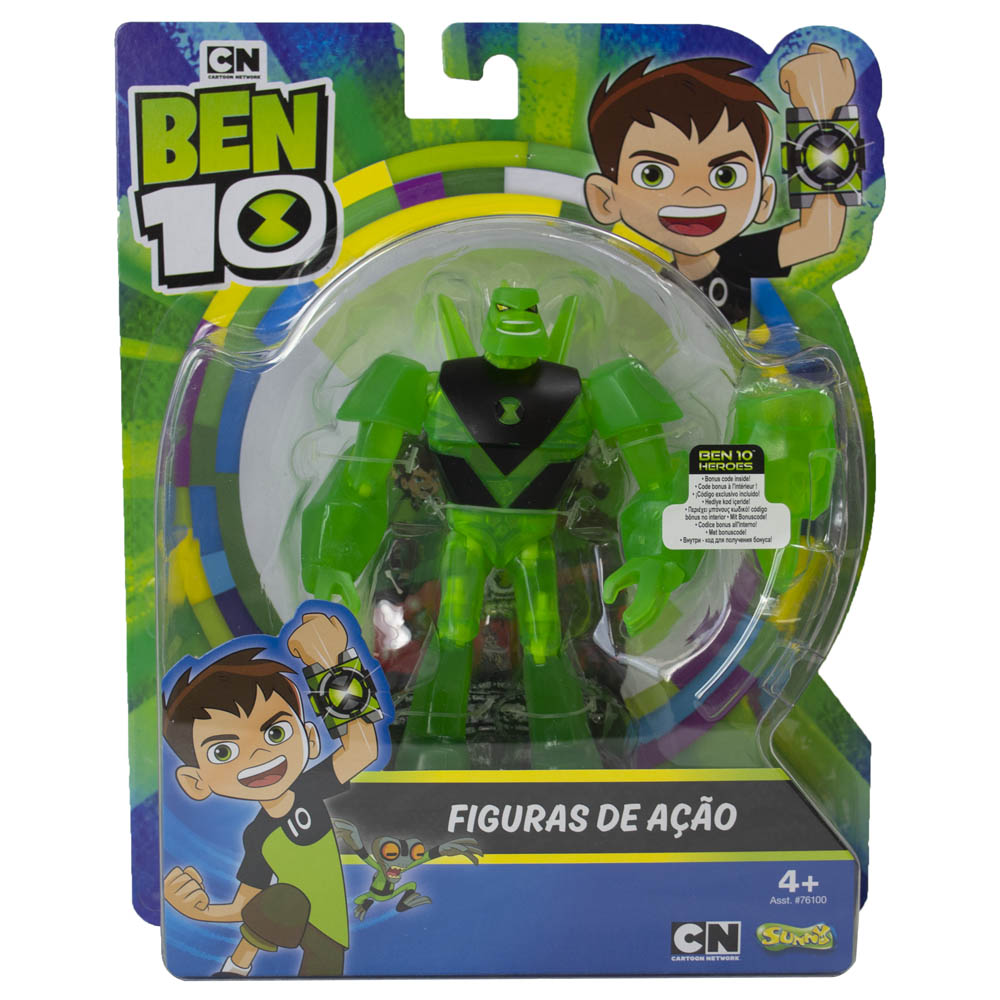 CN
CARTOON NETWORK
BEN
10
10
BEN 10™
HEROES
• Bonus code inside!
• Code bonus à l'intérieur !
• ¡Código exclusivo incluido!
• Hediye kod içeride!
• Περιέχει μπόνους κωδικό! código
bônus no interior • Mit Bonuscode!
• Codice bonus all'interno!
• Met bonuscode!
• Внутри - код для получения бонуса!
10
FIGURAS DE AÇÃO
4+
Asst. #76100
CN
CARTOON NETWORK
SUNNY